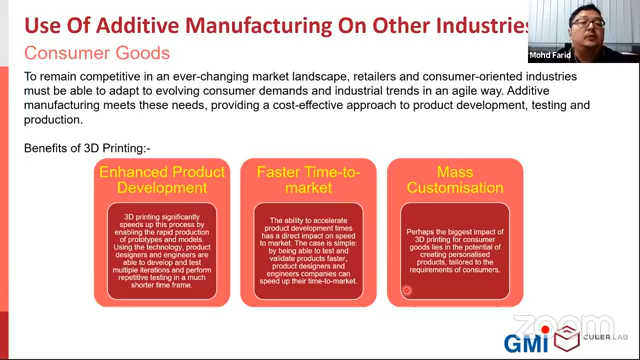 Use Of Additive Manufacturing On Other Industries
Mohd Farid
Consumer Goods
To remain competitive in an ever-changing market landscape, retailers and consumer-oriented industries
must be able to adapt to evolving consumer demands and industrial trends in an agile way. Additive
manufacturing meets these needs, providing a cost-effective approach to product development, testing and
production.
Benefits of 3D Printing:-
Enhanced Product
Development
3D printing significantly
speeds up this process by
enabling the rapid production
of prototypes and models.
Using the technology, product
designers and engineers are
able to develop and test
multiple iterations and perform
repetitive testing in a much
shorter time frame.
Faster Time-to-
market
The ability to accelerate
product development times
has a direct impact on speed
to market. The case is simple:
by being able to test and
validate products faster,
product designers and
engineers companies can
speed up their time-to-market.
Mass
Customisation
Perhaps the biggest impact of
3D printing for consumer
goods lies in the potential of
creating personalised
products, tailored to the
requirements of consumers.
zoom
GMI
CULER LAB